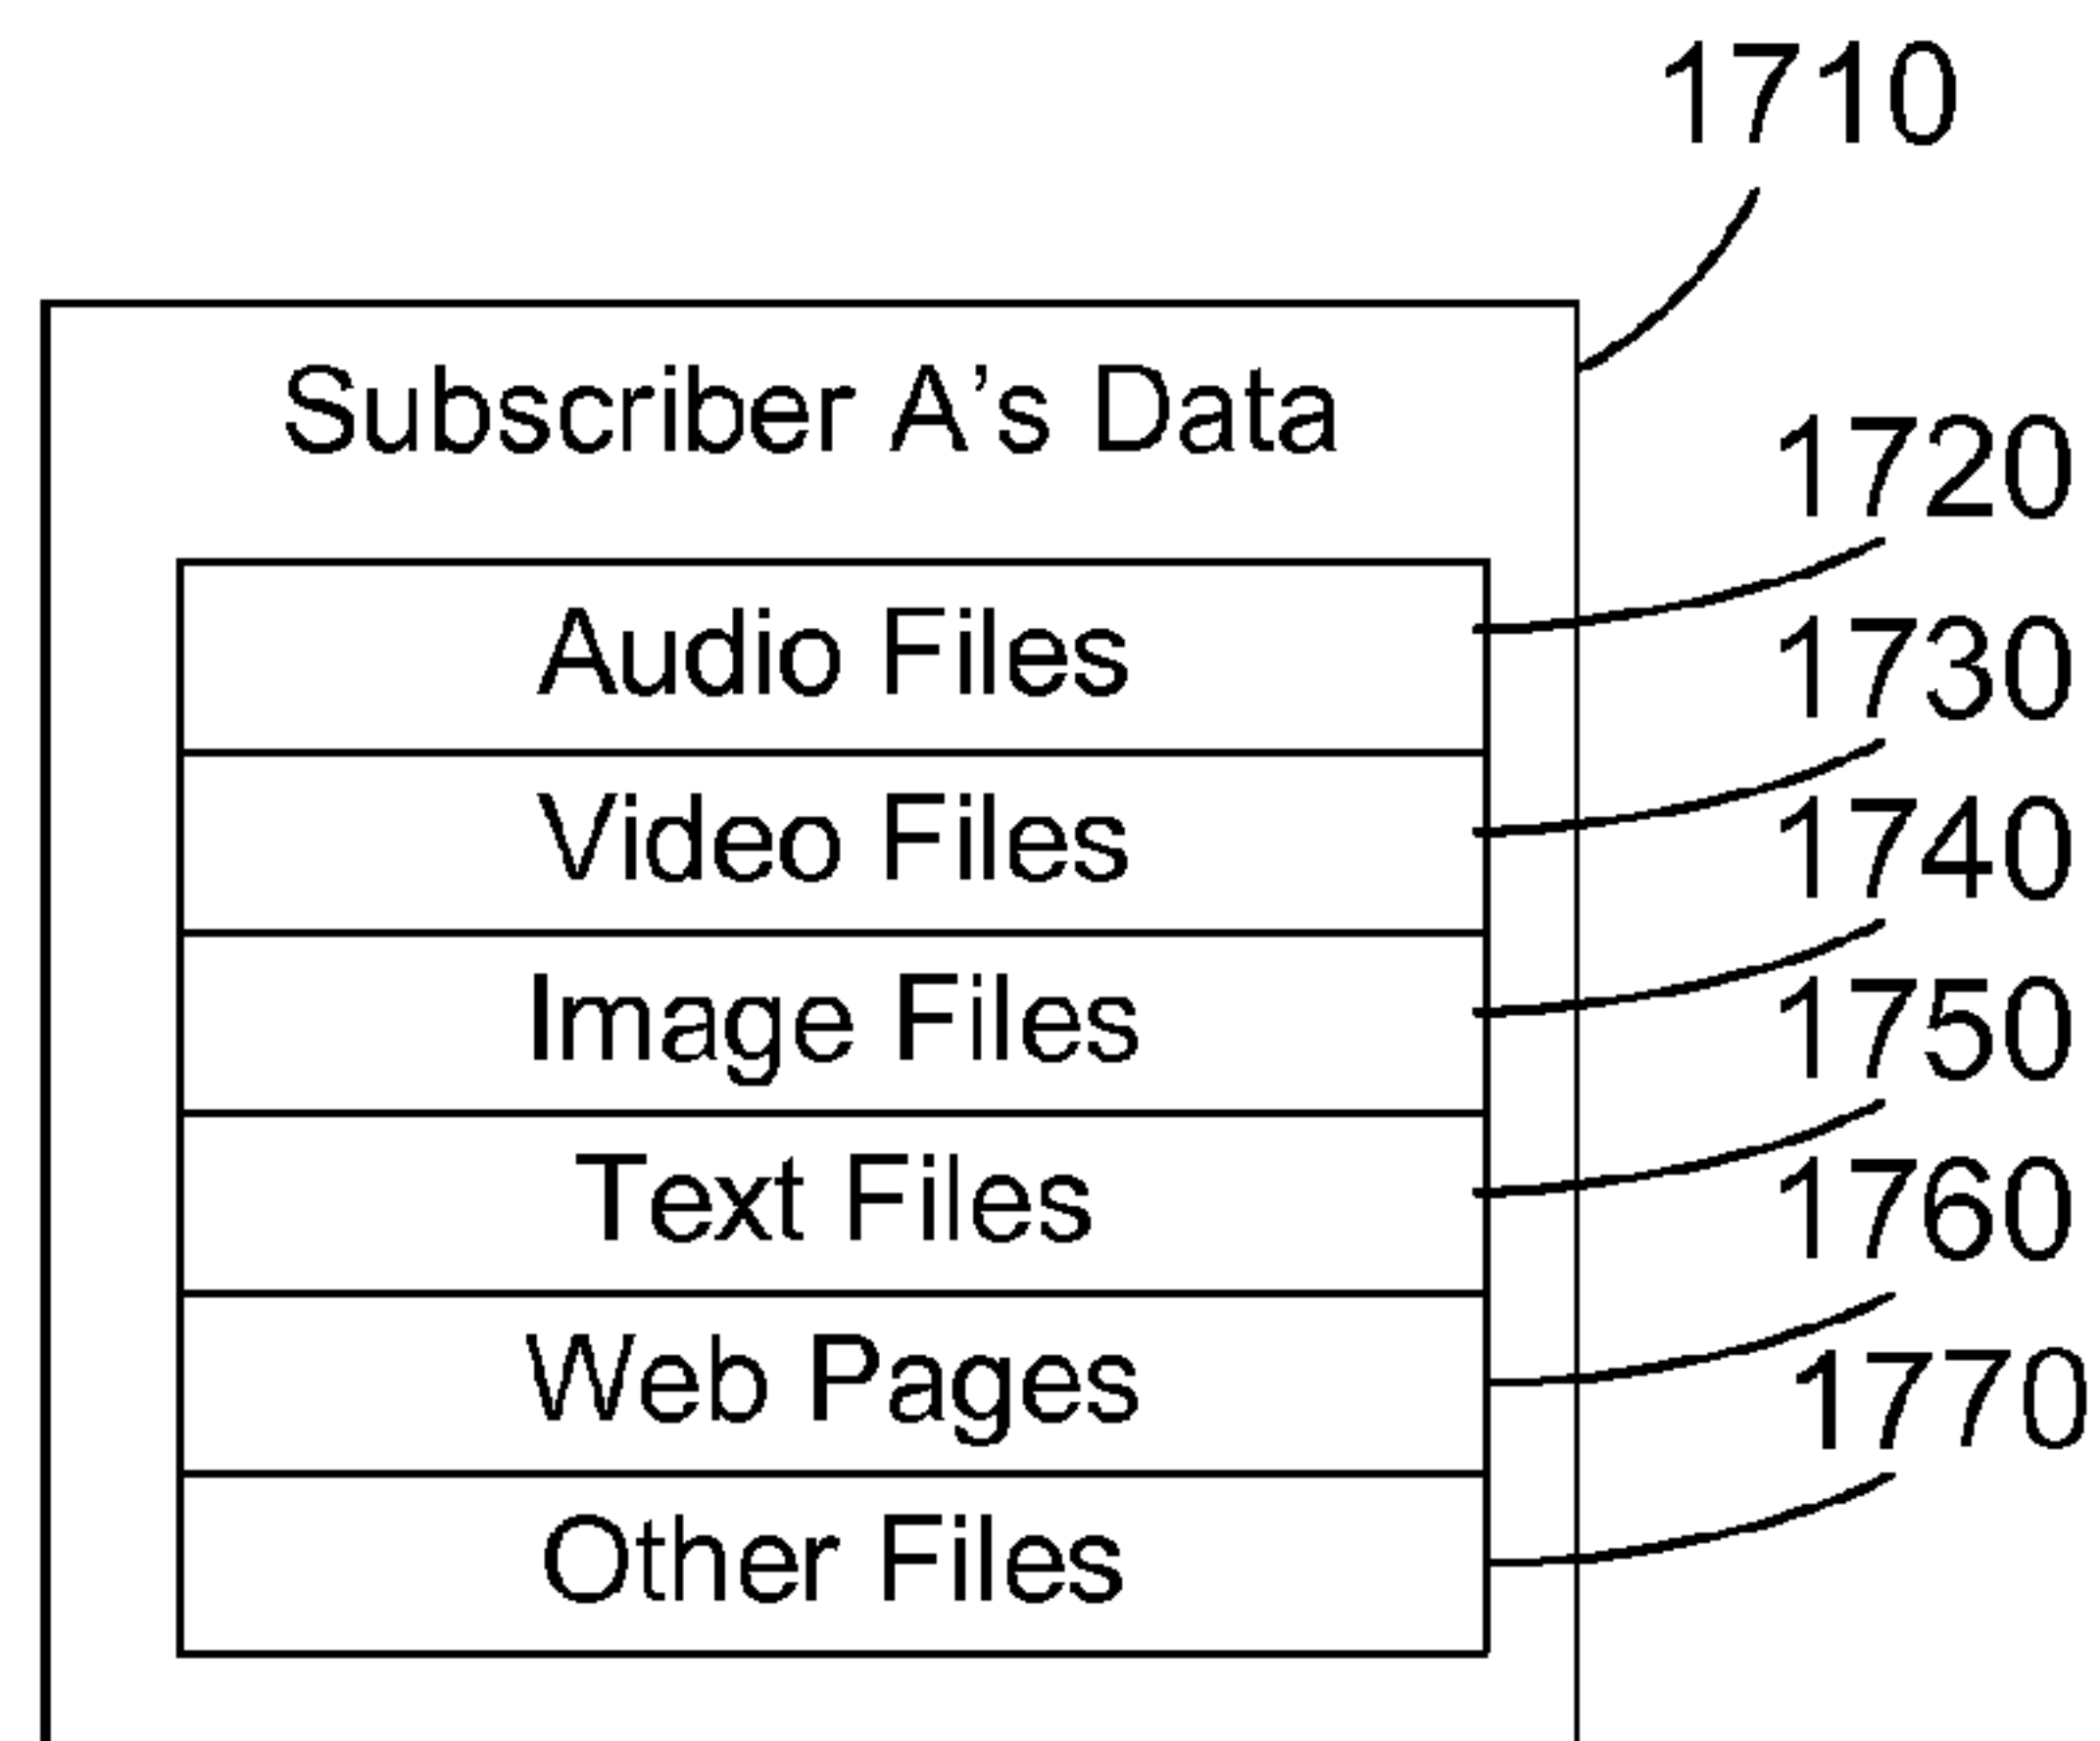 1710
Subscriber A's Data
1720
Audio Files
1730
Video Files
1740
Image Files
1750
Text Files
1760
Web Pages
1770
Other Files